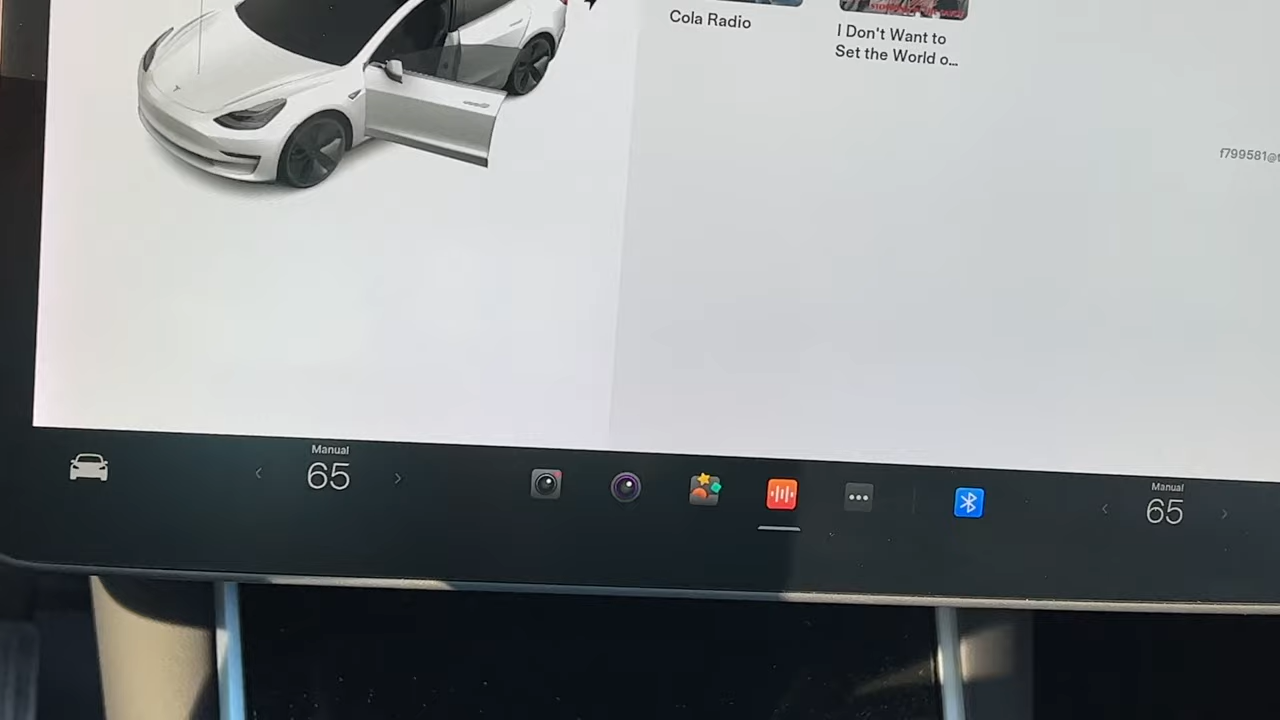 Cola Radio
I Don't Want to
Set the World o...
f799581@
Manual
65
Manual
65